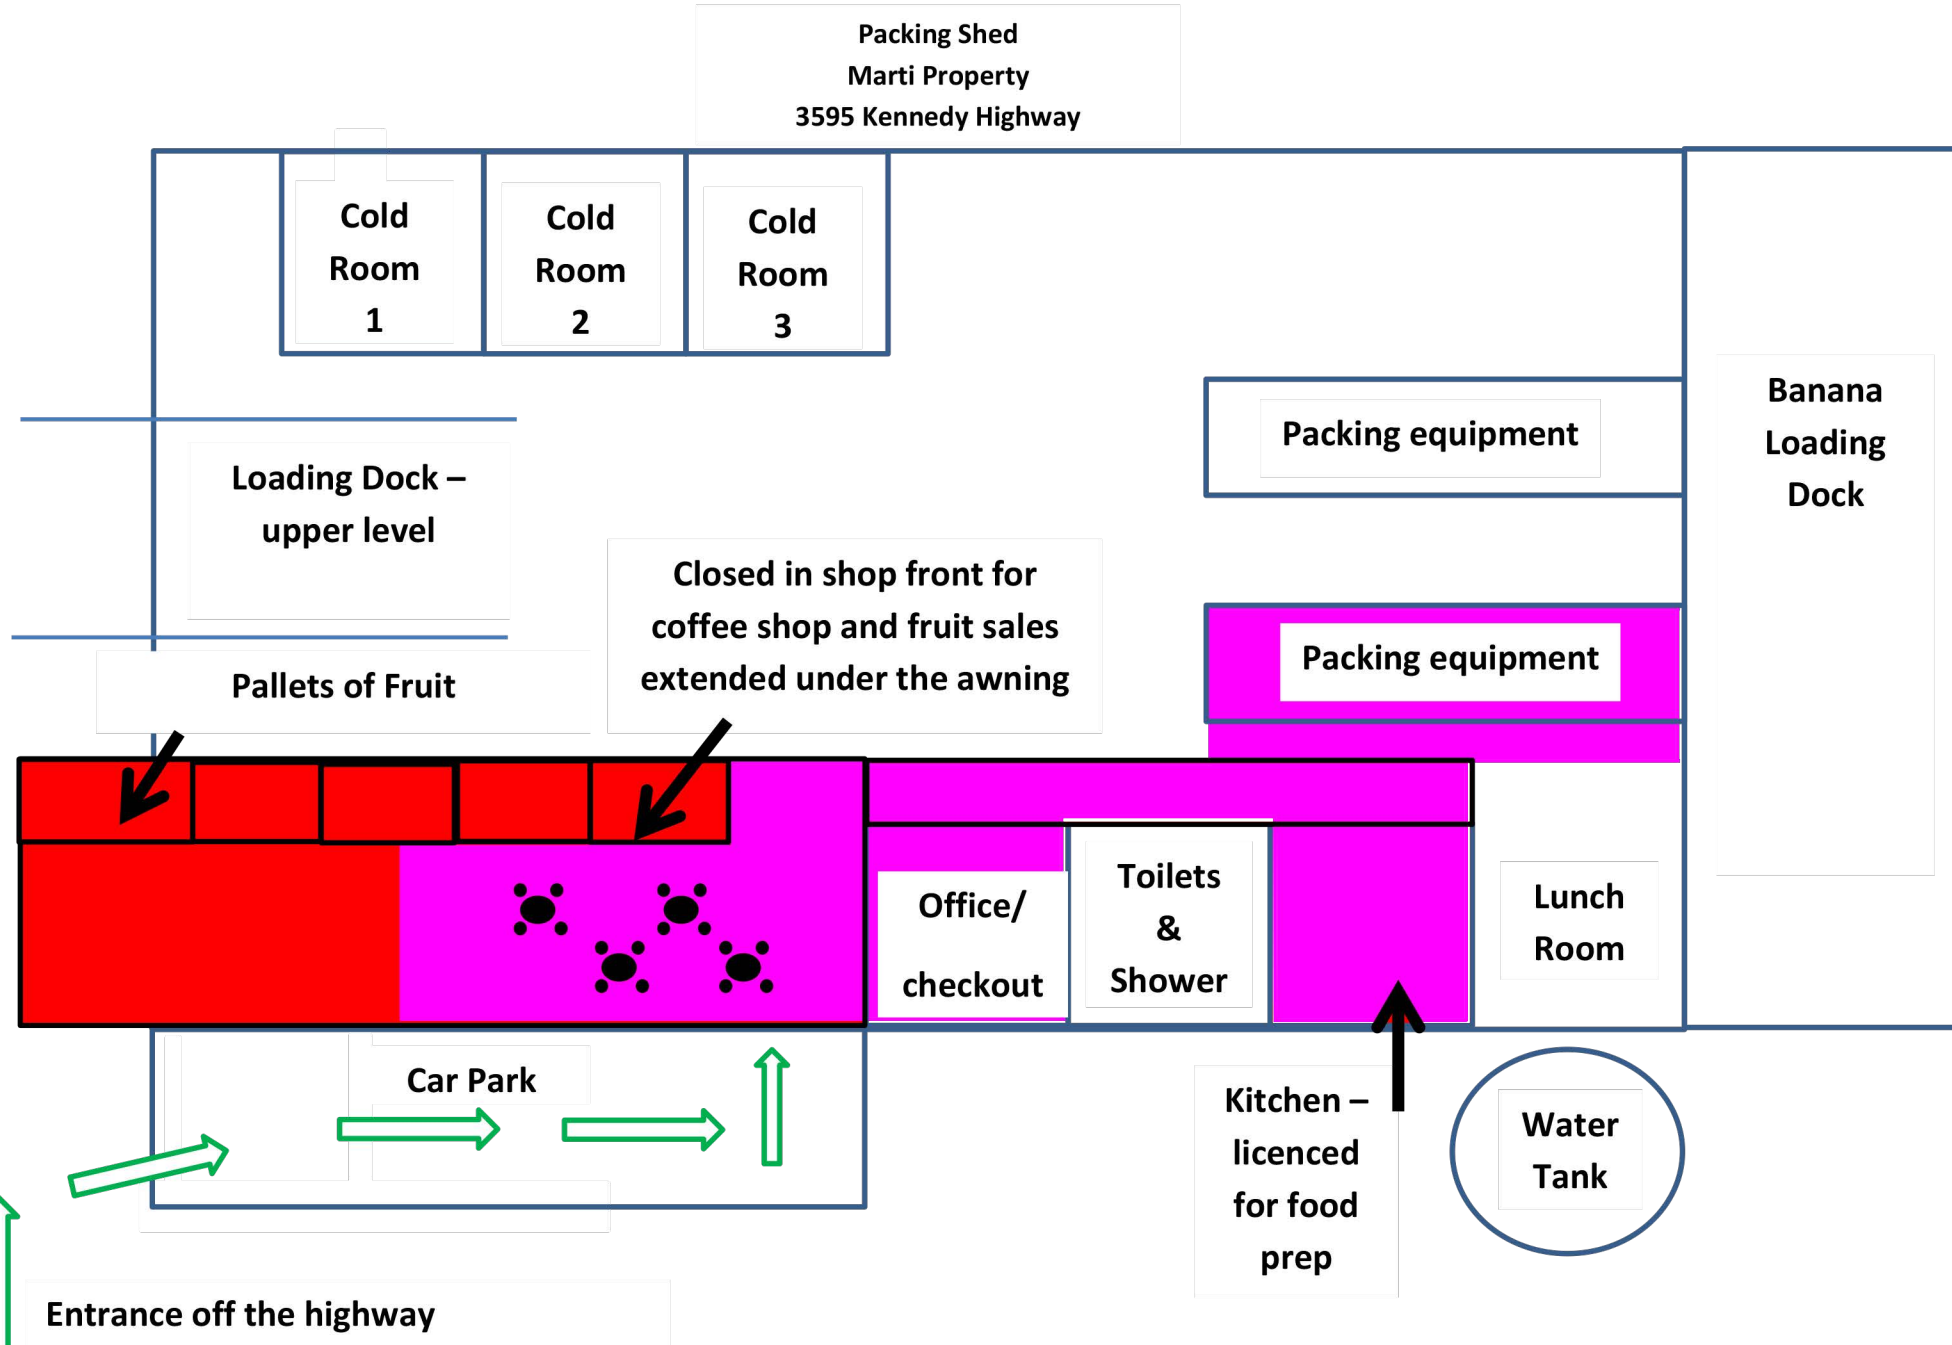 Packing Shed
Marti Property
3595 Kennedy Highway
Cold
Room
1
Cold
Room
2
Cold
Room
3
Loading Dock –
upper level
Packing equipment
Banana
Loading
Dock
Closed in shop front for
coffee shop and fruit sales
extended under the awning
Pallets of Fruit
Packing equipment
Office/
checkout
Toilets
&
Shower
Lunch
Room
Car Park
Kitchen –
licenced
for food
prep
Water
Tank
Entrance off the highway